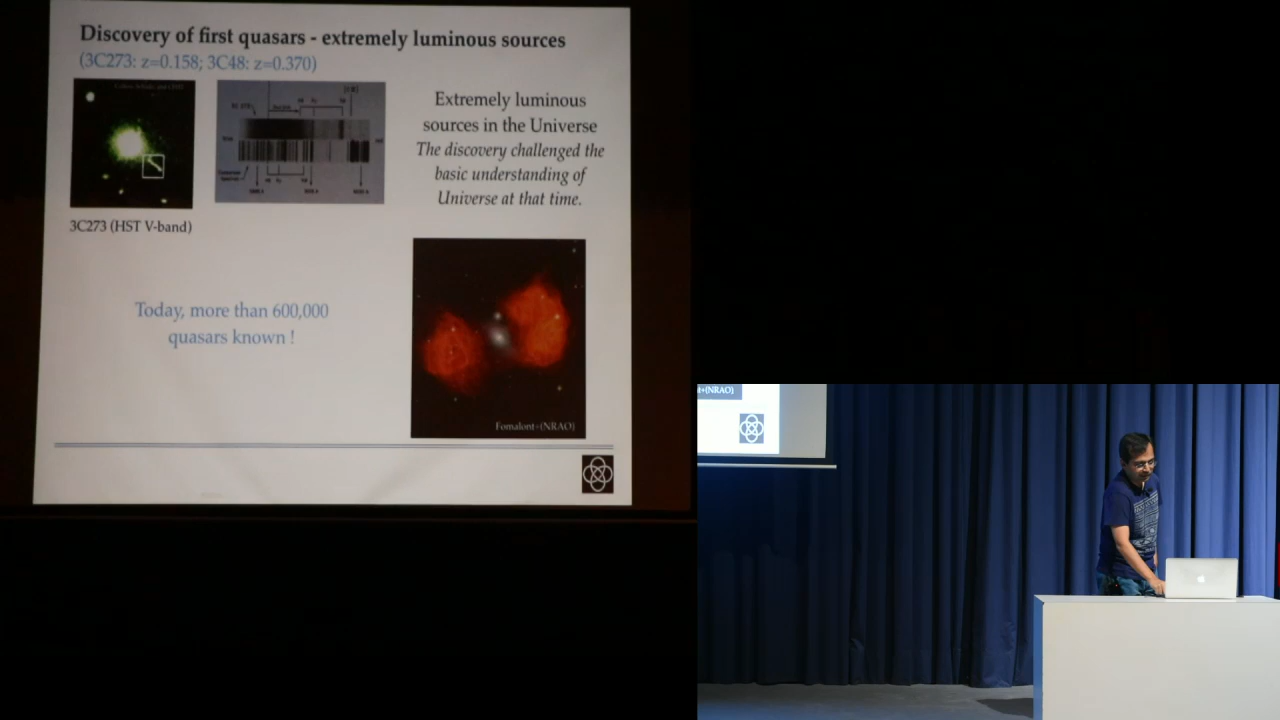 Discovery of first quasars - extremely luminous sources
(3C273: z=0.158; 3C48: z=0.370)
Extremely luminous
sources in the Universe
The discovery challenged the
basic understanding of
Universe at that time.
3C273 (HST V-band)
Today, more than 600,000
quasars known !
Fomalont+(NRAO)
+(NRAO)